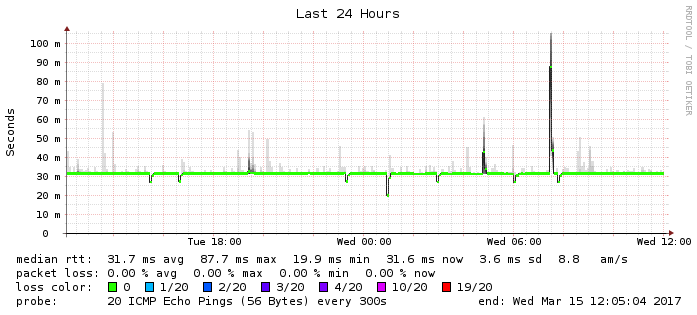 Last 24 Hours
RRDTOOL / TOBI OETIKER
Seconds
100 m
90 m
80 m
70 m
60 m
50 m
40 m
30 m
20 m
10 m
0
Tue 18:00 Wed 00:00 Wed 06:00 Wed 12:00
median rtt: 31.7 ms avg 87.7 ms max 19.9 ms min 31.6 ms now 3.6 ms sd 8.8 am/s
packet loss: 0.00 % avg 0.00 % max 0.00 % min 0.00 % now
loss color: 0 1/20 2/20 3/20 4/20 10/20 19/20
probe: 20 ICMP Echo Pings (56 Bytes) every 300s end: Wed Mar 15 12:05:04 2017